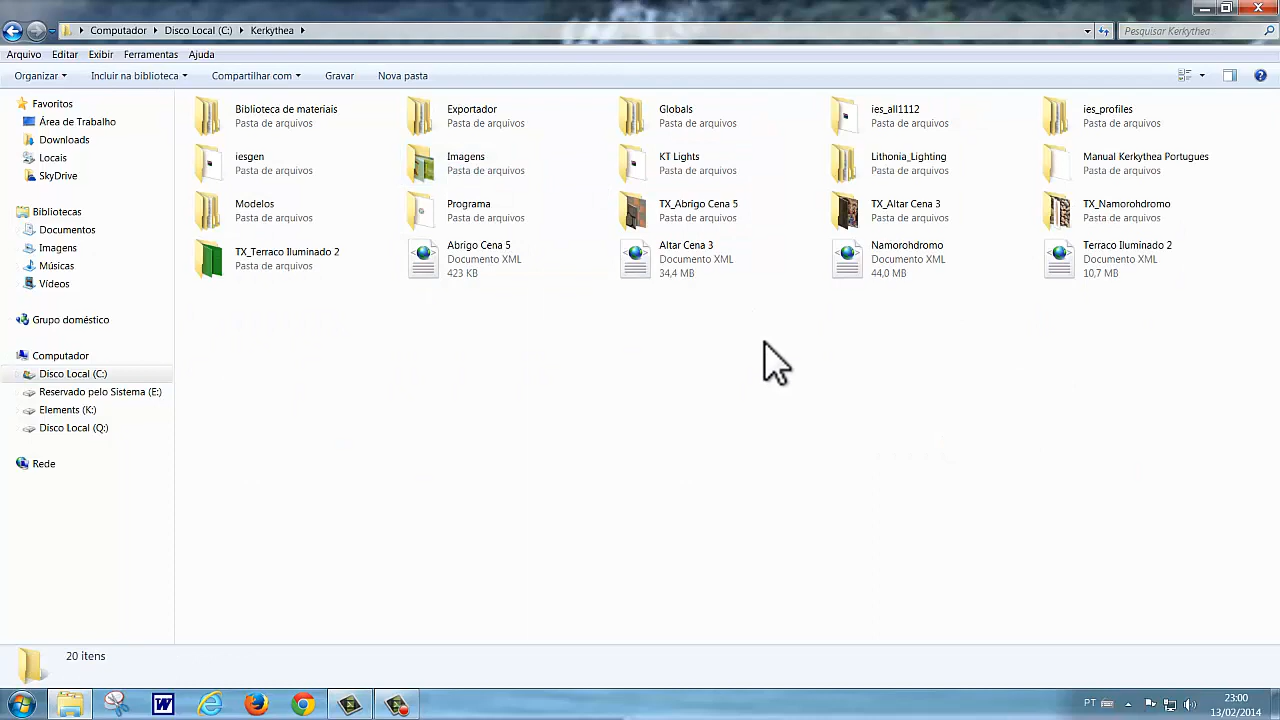 Computador Disco Local (C:) Kerkythea
Pesquisar Kerkythea
Arquivo Editar Exibir Ferramentas Ajuda
Organizar Incluir na biblioteca Compartilhar com Gravar Nova pasta
Favoritos
Área de Trabalho
Downloads
Locais
SkyDrive
Bibliotecas
Documentos
Imagens
Músicas
Vídeos
Grupo doméstico
Computador
Disco Local (C:)
Reservado pelo Sistema (E:)
Elements (K:)
Disco Local (Q:)
Rede
Biblioteca de materiais
Pasta de arquivos
Exportador
Pasta de arquivos
Globals
Pasta de arquivos
ies_all1112
Pasta de arquivos
ies_profiles
Pasta de arquivos
iesgen
Pasta de arquivos
Imagens
Pasta de arquivos
KT Lights
Pasta de arquivos
Lithonia_Lighting
Pasta de arquivos
Manual Kerkythea Portugues
Pasta de arquivos
Modelos
Pasta de arquivos
Programa
Pasta de arquivos
TX_Abrigo Cena 5
Pasta de arquivos
TX_Altar Cena 3
Pasta de arquivos
TX_Namorohdromo
Pasta de arquivos
TX_Terraco Iluminado 2
Pasta de arquivos
Abrigo Cena 5
Documento XML
423 KB
Altar Cena 3
Documento XML
34,4 MB
Namorohdromo
Documento XML
44,0 MB
Terraco Iluminado 2
Documento XML
10,7 MB
20 itens
PT
23:00
13/02/2014